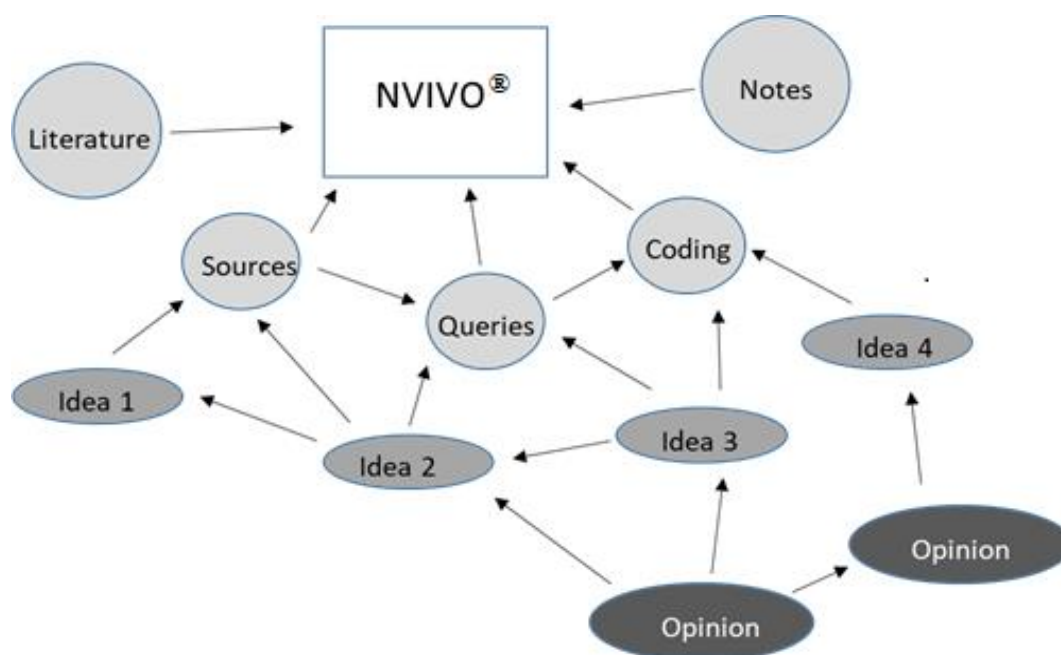 NVIVO®
Notes
Literature
Coding
Sources
Queries
Idea 4
Idea 1
Idea 3
Idea 2
Opinion
Opinion